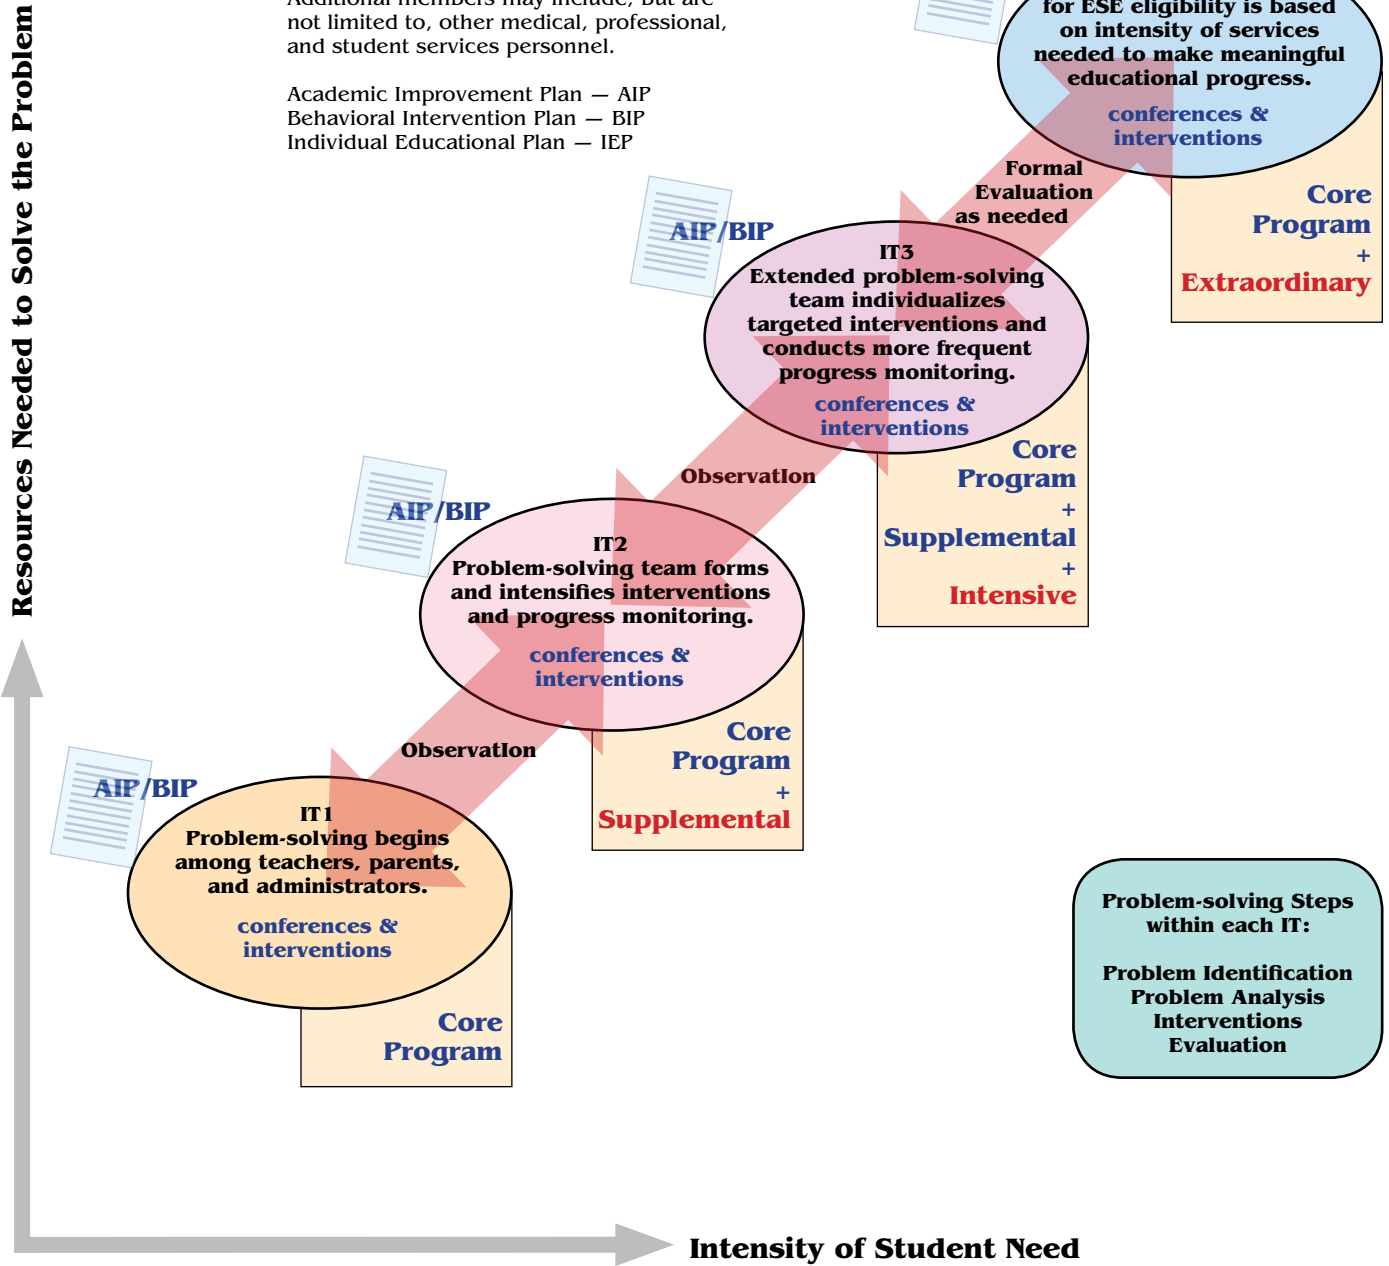 Additional members may include, but are
not limited to, other medical, professional,
and student services personnel.
Academic Improvement Plan — AIP
Behavioral Intervention Plan — BIP
Individual Educational Plan — IEP
for ESE eligibility is based
on intensity of services
needed to make meaningful
educational progress.
conferences &
interventions
Core
Program
+
Extraordinary
Formal
Evaluation
as needed
AIP/BIP
IT3
Extended problem-solving
team individualizes
targeted interventions and
conducts more frequent
progress monitoring.
conferences &
interventions
Core
Program
+
Supplemental
+
Intensive
Observation
AIP/BIP
IT2
Problem-solving team forms
and intensifies interventions
and progress monitoring.
conferences &
interventions
Core
Program
+
Supplemental
Observation
AIP/BIP
IT1
Problem-solving begins
among teachers, parents,
and administrators.
conferences &
interventions
Core
Program
Problem-solving Steps
within each IT:
Problem Identification
Problem Analysis
Interventions
Evaluation
Resources Needed to Solve the Problem
Intensity of Student Need